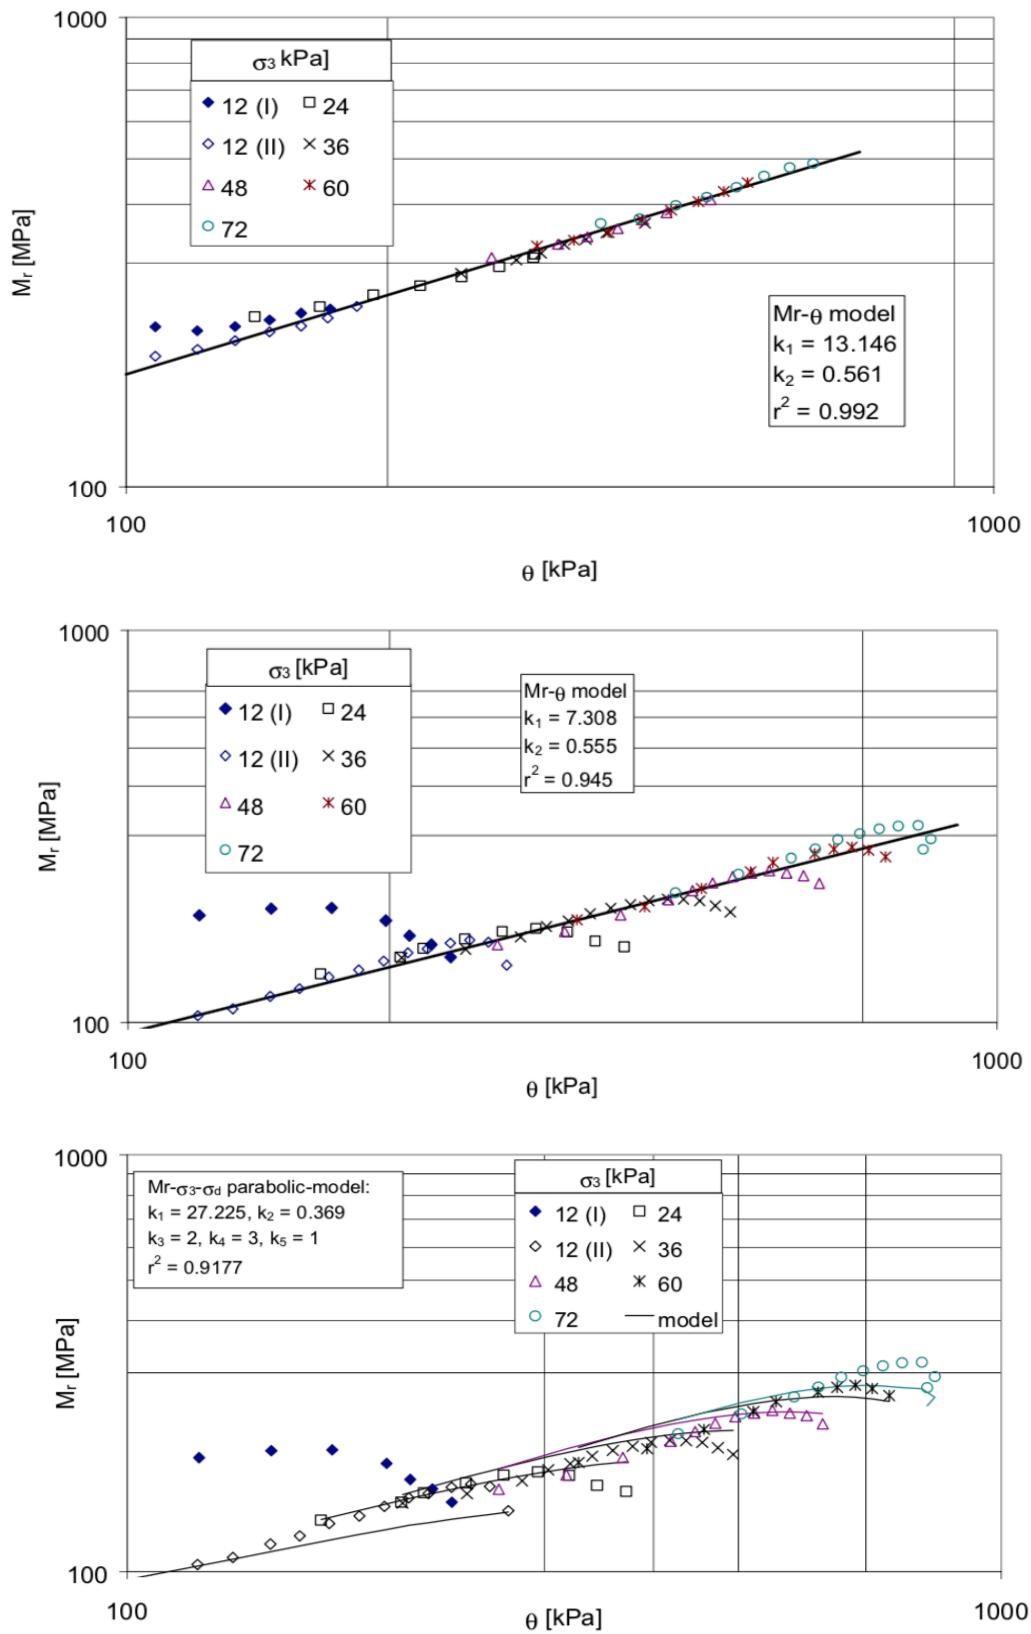 1000
σ3 kPa]
12 (I) 24
12 (II) 36
48 60
72
Mr [MPa]
Mr-θ model
k1 = 13.146
k2 = 0.561
r2 = 0.992
100
100 1000
θ [kPa]
1000
σ3 [kPa]
12 (I) 24
12 (II) 36
48 60
72
Mr-θ model
k1 = 7.308
k2 = 0.555
r2 = 0.945
Mr [MPa]
100
100 1000
θ [kPa]
1000
Mr-σ3-σd parabolic-model:
k1 = 27.225, k2 = 0.369
k3 = 2, k4 = 3, k5 = 1
r2 = 0.9177
σ3 [kPa]
12 (I) 24
12 (II) 36
48 60
72 model
Mr [MPa]
100
100 1000
θ [kPa]